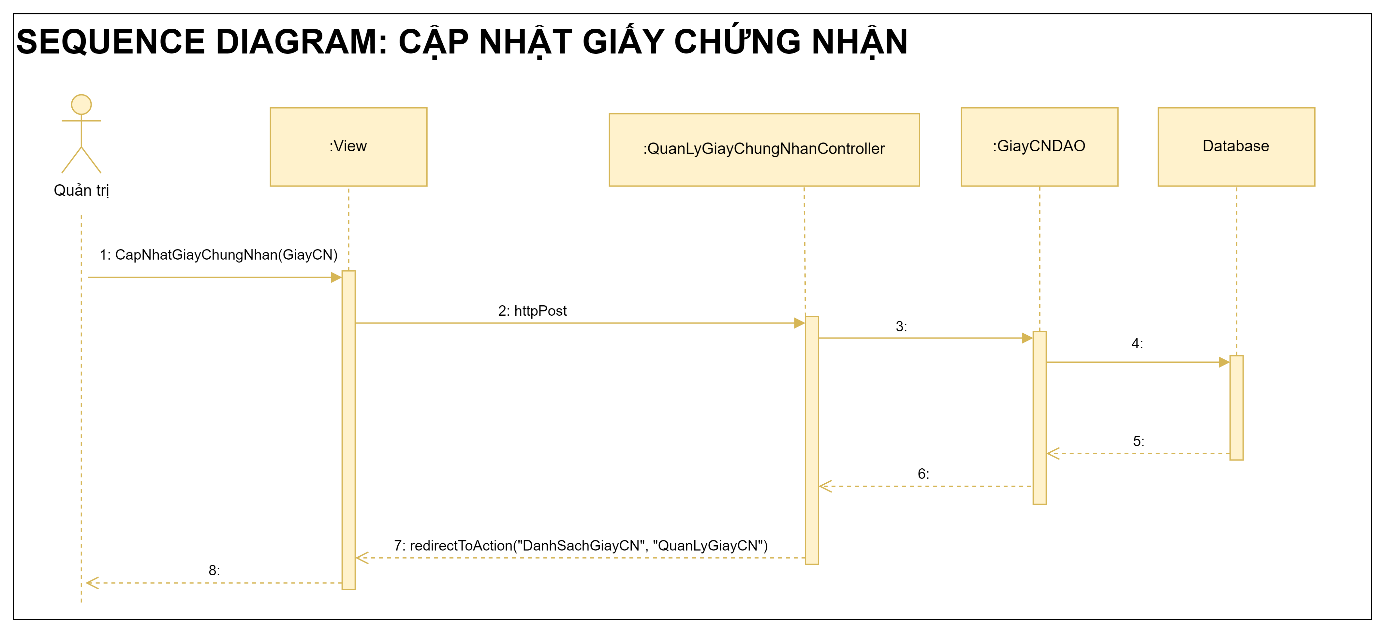 SEQUENCE DIAGRAM: CẬP NHẬT GIẤY CHỨNG NHẬN
:View
:QuanLyGiayChungNhanController
:GiayCNDAO
Database
Quản trị
1: CapNhatGiayChungNhan(GiayCN)
2: httpPost
3:
4:
5:
6:
7: redirectToAction("DanhSachGiayCN", "QuanLyGiayCN")
8: